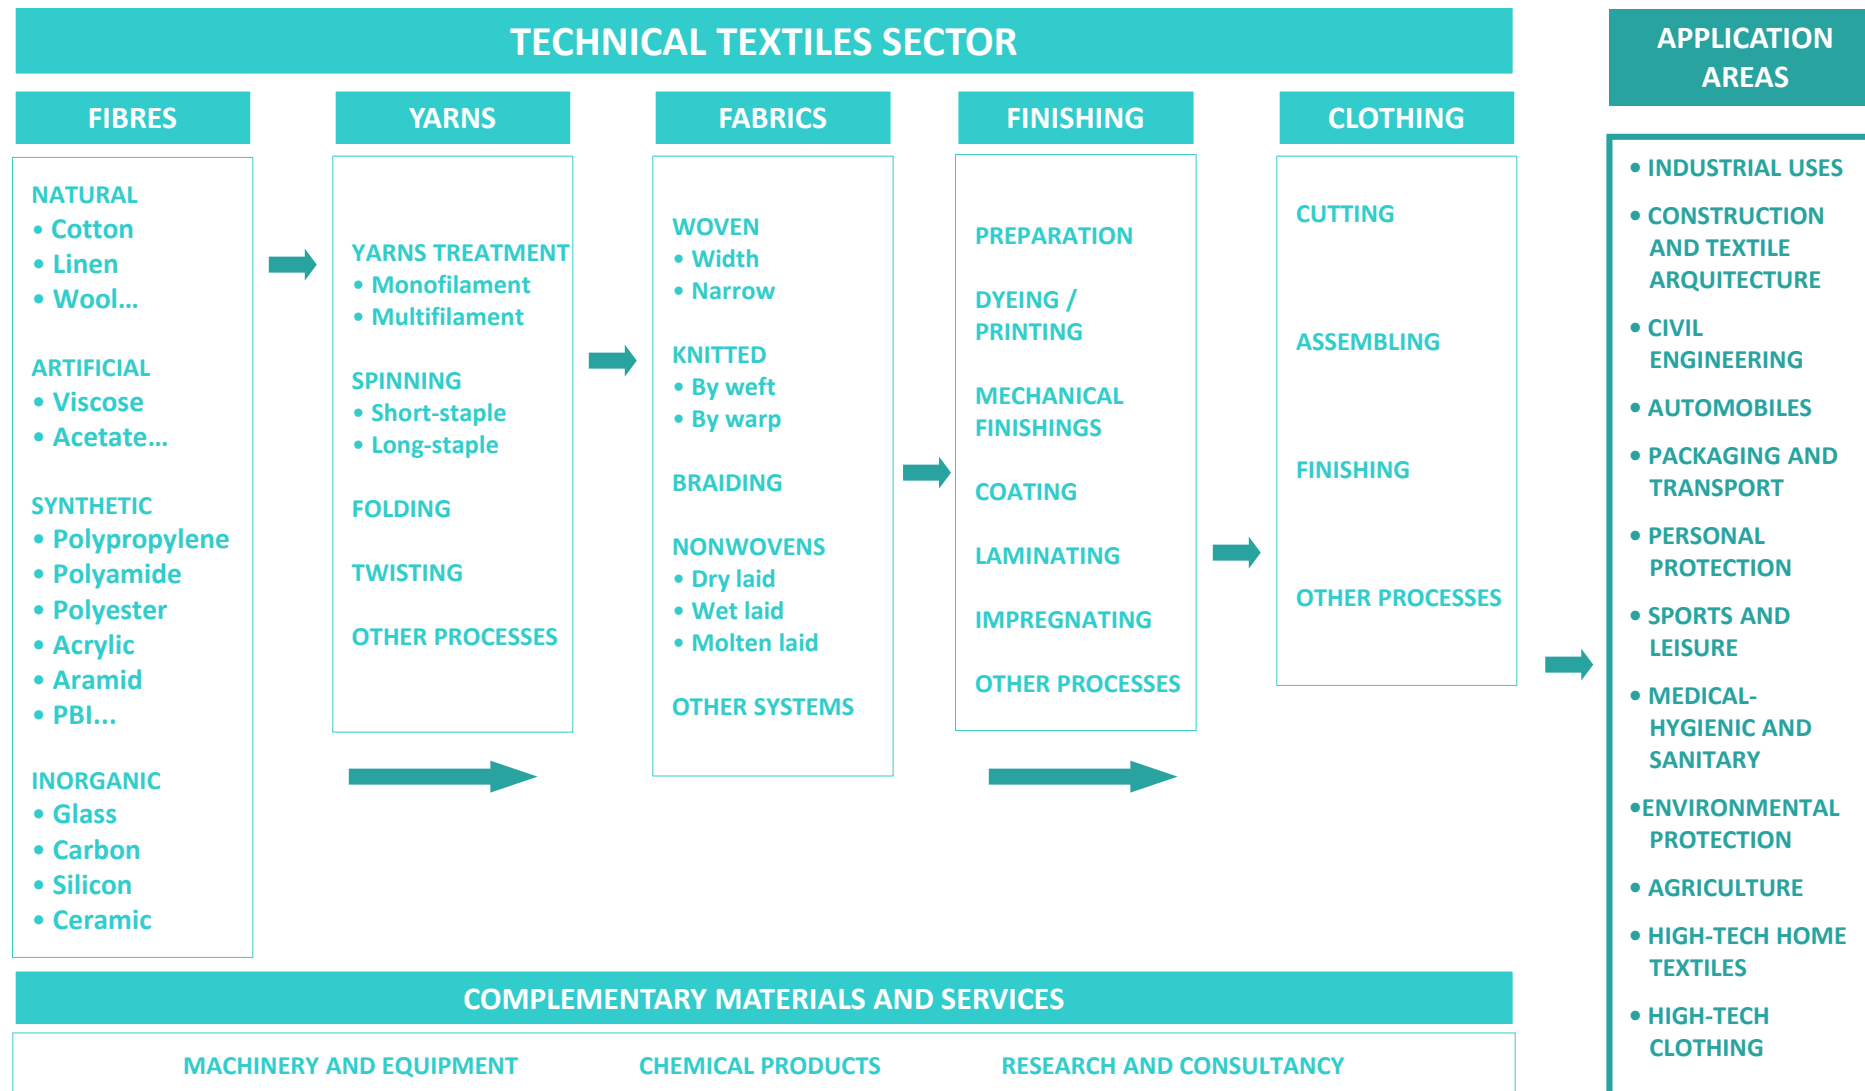 TECHNICAL TEXTILES SECTOR
FIBRES
NATURAL
• Cotton
• Linen
• Wool...
ARTIFICIAL
• Viscose
• Acetate...
SYNTHETIC
• Polypropylene
• Polyamide
• Polyester
• Acrylic
• Aramid
• PBI...
INORGANIC
• Glass
• Carbon
• Silicon
• Ceramic
YARNS
YARNS TREATMENT
• Monofilament
• Multifilament
SPINNING
• Short-staple
• Long-staple
FOLDING
TWISTING
OTHER PROCESSES
FABRICS
WOVEN
• Width
• Narrow
KNITTED
• By weft
• By warp
BRAIDING
NONWOVENS
• Dry laid
• Wet laid
• Molten laid
OTHER SYSTEMS
FINISHING
PREPARATION
DYEING /
PRINTING
MECHANICAL
FINISHINGS
COATING
LAMINATING
IMPREGNATING
OTHER PROCESSES
CLOTHING
CUTTING
ASSEMBLING
FINISHING
OTHER PROCESSES
APPLICATION
AREAS
• INDUSTRIAL USES
• CONSTRUCTION
AND TEXTILE
ARQUITECTURE
• CIVIL
ENGINEERING
• AUTOMOBILES
• PACKAGING AND
TRANSPORT
• PERSONAL
PROTECTION
• SPORTS AND
LEISURE
• MEDICAL-
HYGIENIC AND
SANITARY
•ENVIRONMENTAL
PROTECTION
• AGRICULTURE
• HIGH-TECH HOME
TEXTILES
• HIGH-TECH
CLOTHING
COMPLEMENTARY MATERIALS AND SERVICES
MACHINERY AND EQUIPMENT
CHEMICAL PRODUCTS
RESEARCH AND CONSULTANCY